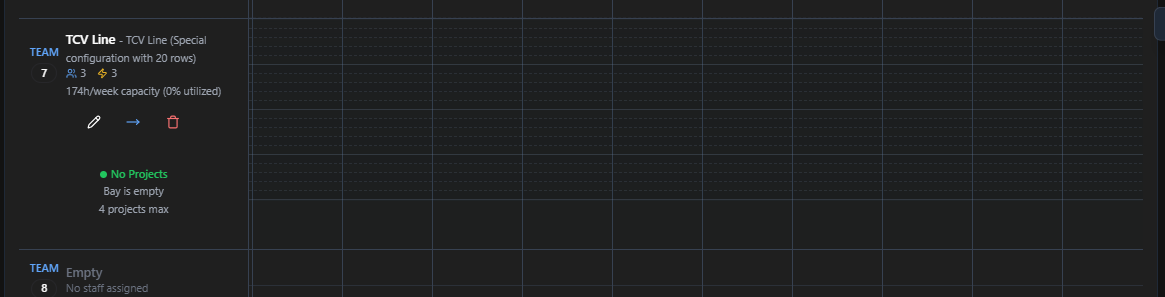 TEAM
7
TCV Line - TCV Line (Special
configuration with 20 rows)
3 3
174h/week capacity (0% utilized)
No Projects
Bay is empty
4 projects max
TEAM
8
Empty
No staff assigned